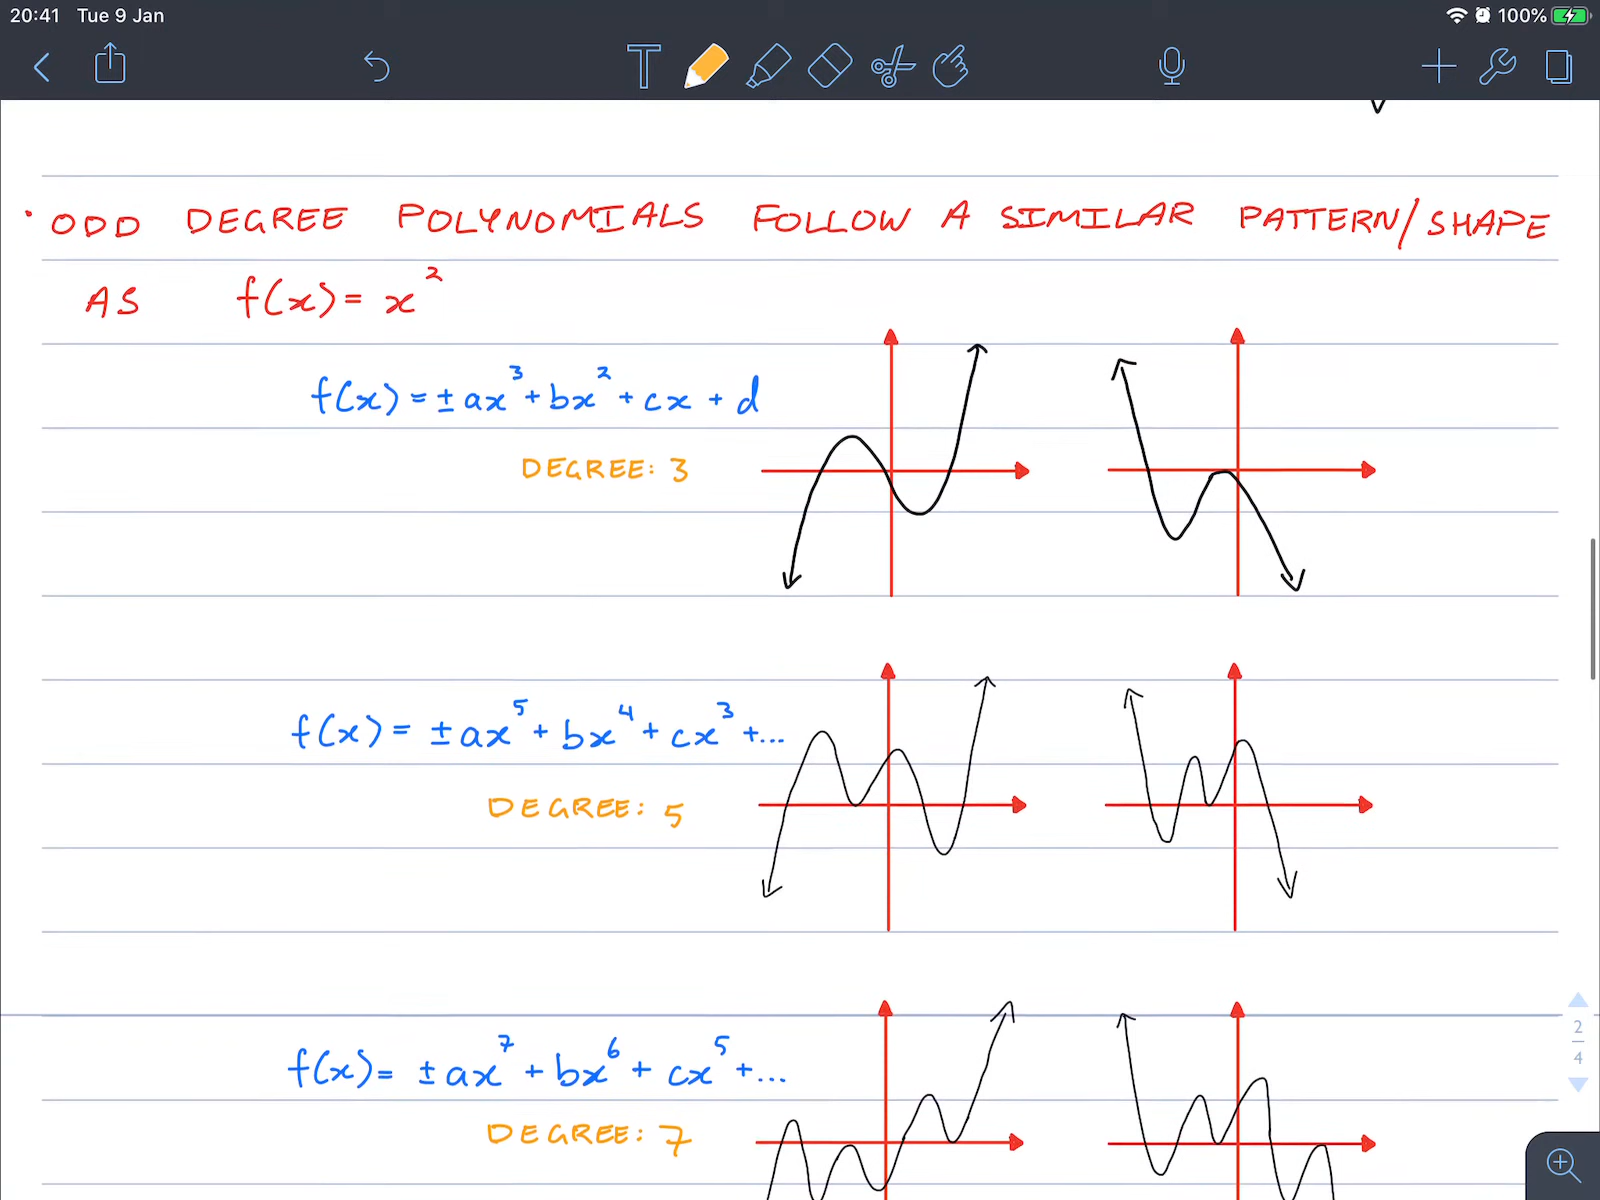 20:41 Tue 9 Jan 100%
T
• ODD DEGREE POLYNOMIALS FOLLOW A SIMILAR PATTERN/SHAPE
AS f(x) = x²
f(x) = ± ax³ + bx² + cx + d
DEGREE: 3
f(x) = ± ax⁵ + bx⁴ + cx³ +...
DEGREE: 5
f(x) = ± ax⁷ + bx⁶ + cx⁵ +...
DEGREE: 7
2
4